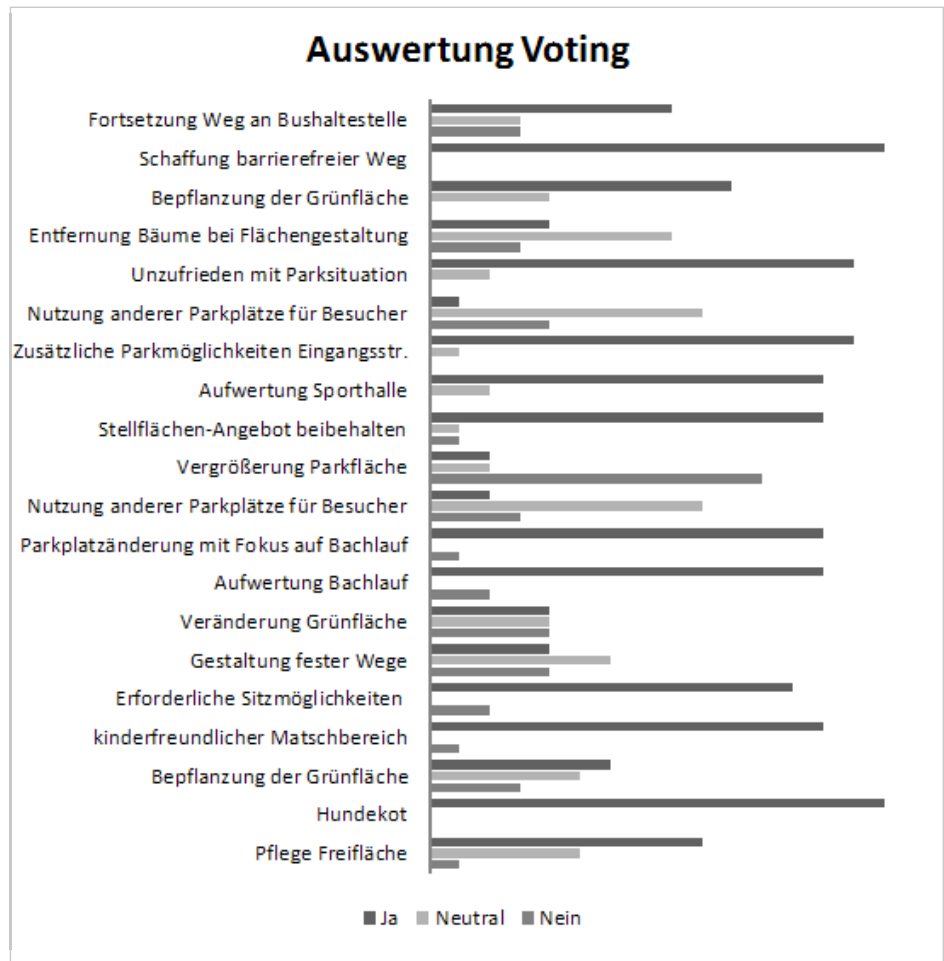 Auswertung Voting
Fortsetzung Weg an Bushaltestelle
Schaffung barrierefreier Weg
Bepflanzung der Grünfläche
Entfernung Bäume bei Flächengestaltung
Unzufrieden mit Parksituation
Nutzung anderer Parkplätze für Besucher
Zusätzliche Parkmöglichkeiten Eingangsstr.
Aufwertung Sporthalle
Stellflächen-Angebot beibehalten
Vergrößerung Parkfläche
Nutzung anderer Parkplätze für Besucher
Parkplatzänderung mit Fokus auf Bachlauf
Aufwertung Bachlauf
Veränderung Grünfläche
Gestaltung fester Wege
Erforderliche Sitzmöglichkeiten
kinderfreundlicher Matschbereich
Bepflanzung der Grünfläche
Hundekot
Pflege Freifläche
Ja Neutral Nein